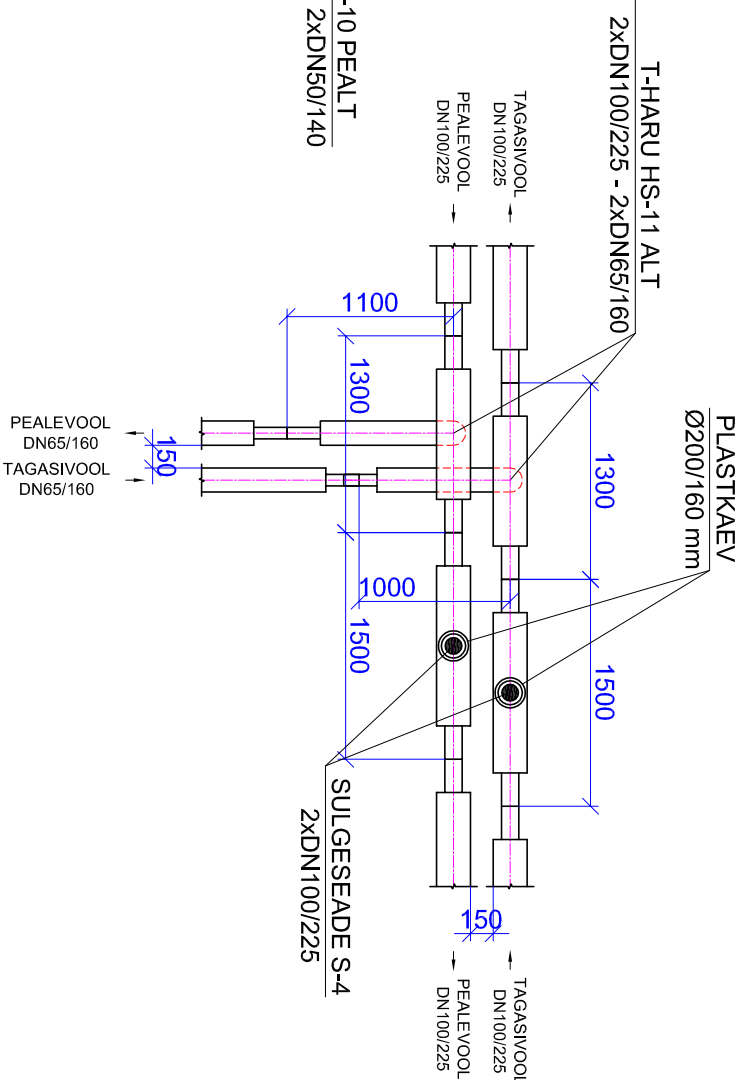 T-HARU HS-11 ALT
2xDN100/225 - 2xDN65/160
PLASTKAEV
Ø200/160 mm
-10 PEALT
2xDN50/140
TAGASIVOOL
DN100/225
PEALEVOOL
DN100/225
1100
1300
1300
1500
1000
1500
150
150
PEALEVOOL
DN65/160
TAGASIVOOL
DN65/160
SULGESEADE S-4
2xDN100/225
TAGASIVOOL
DN100/225
PEALEVOOL
DN100/225